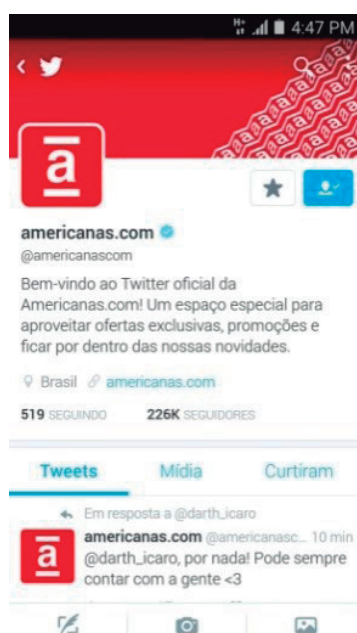 H+ 4:47 PM
a
americanas.com
@americanascom
Bem-vindo ao Twitter oficial da
Americanas.com! Um espaço especial para
aproveitar ofertas exclusivas, promoções e
ficar por dentro das nossas novidades.
Brasil americanas.com
519 SEGUINDO 226K SEGUIDORES
Tweets Mídia Curtiram
Em resposta a @darth_icaro
americanas.com @americanasc... 10 min
a
@darth_icaro, por nada! Pode sempre
contar com a gente <3